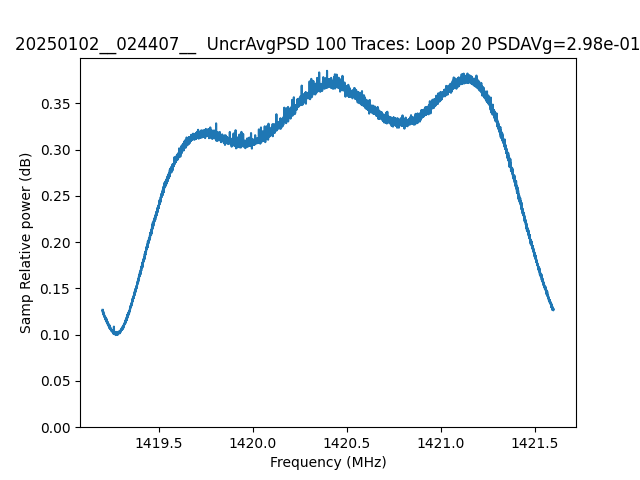 20250102__024407__ UncrAvgPSD 100 Traces: Loop 20 PSDAVg=2.98e-01
Samp Relative power (dB)
0.35
0.30
0.25
0.20
0.15
0.10
0.05
0.00
1419.5 1420.0 1420.5 1421.0 1421.5
Frequency (MHz)